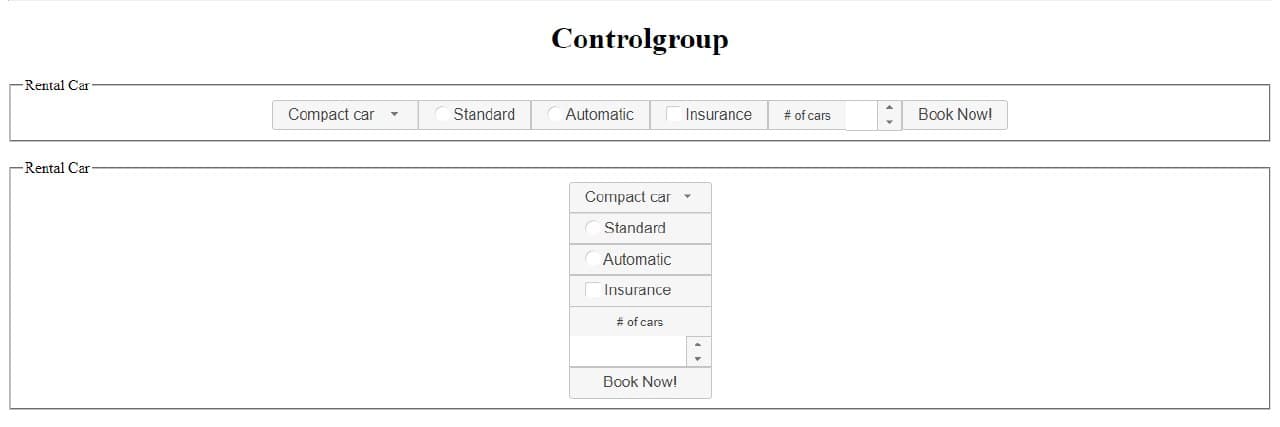 Controlgroup
Rental Car
Compact car Standard Automatic Insurance # of cars Book Now!
Rental Car
Compact car
Standard
Automatic
Insurance
# of cars
Book Now!